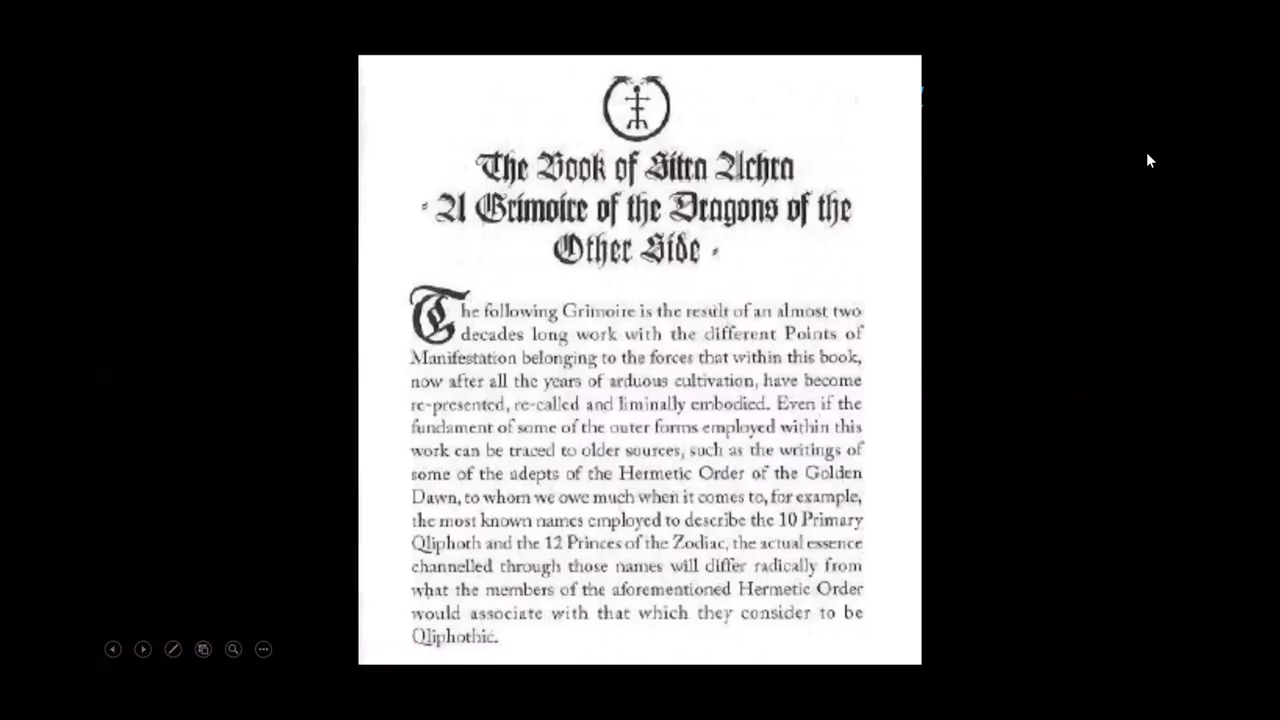 The Book of Sitra Achra
- A Grimoire of the Dragons of the
Other Side -
The following Grimoire is the result of an almost two
decades long work with the different Points of
Manifestation belonging to the forces that within this book,
now after all the years of arduous cultivation, have become
re-presented, re-called and liminally embodied. Even if the
fundament of some of the outer forms employed within this
work can be traced to older sources, such as the writings of
some of the adepts of the Hermetic Order of the Golden
Dawn, to whom we owe much when it comes to, for example,
the most known names employed to describe the 10 Primary
Qliphoth and the 12 Princes of the Zodiac, the actual essence
channelled through those names will differ radically from
what the members of the aforementioned Hermetic Order
would associate with that which they consider to be
Qliphothic.